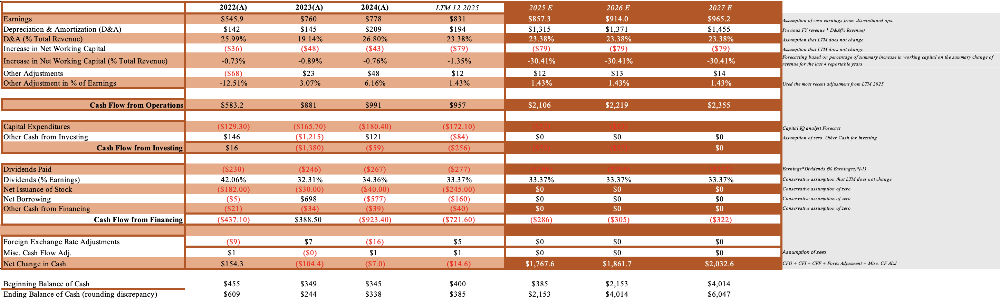 2022(A) 2023(A) 2024(A) LTM 12 2025 2025 E 2026 E 2027 E
Earnings $545.9 $760 $778 $831 $857.3 $914.0 $965.2 Assumption of zero earnings from discontinued ops.
Depreciation & Amortization (D&A) $142 $145 $209 $194 $1,315 $1,371 $1,455 Previous FY revenue * D&A(% Revenue)
D&A (% Total Revenue) 25.99% 19.14% 26.80% 23.38% 23.38% 23.38% 23.38% Assumption that LTM does not change
Increase in Net Working Capital ($36) ($48) ($43) ($79) ($79) ($79) ($79) Assumption that LTM does not change
Increase in Net Working Capital (% Total Revenue) -0.73% -0.89% -0.76% -1.35% -30.41% -30.41% -30.41% Forecasting based on percentage of summary increase in working capital on the summary change of
revenue for the last 4 reportable years
Other Adjustments ($68) $23 $48 $12 $12 $13 $14
Other Adjustment in % of Earnings -12.51% 3.07% 6.16% 1.43% 1.43% 1.43% 1.43% Used the most recent adjustment from LTM 2025
Cash Flow from Operations $583.2 $881 $991 $957 $2,106 $2,219 $2,355
Capital Expenditures ($129.30) ($165.70) ($180.40) ($172.10) ($52) ($52) Capital IQ analyst Forecast
Other Cash from Investing $146 ($1,215) $121 ($84) $0 $0 $0 Assumption of zero Other Cash for Investing
Cash Flow from Investing $16 ($1,380) ($59) ($256) ($52) ($52) $0
Dividends Paid ($230) ($246) ($267) ($277) ($286) ($305) ($322) Earnings*Dividends (% Earningss)*(-1)
Dividends (% Earnings) 42.06% 32.31% 34.36% 33.37% 33.37% 33.37% 33.37% Conservative assumption that LTM does not change
Net Issuance of Stock ($182.00) ($30.00) ($40.00) ($245.00) $0 $0 $0 Conservative assumption of zero
Net Borrowing ($5) $698 ($577) ($160) $0 $0 $0 Conservative assumption of zero
Other Cash from Financing ($21) ($34) ($39) ($40) $0 $0 $0 Conservative assumption of zero
Cash Flow from Financing ($437.10) $388.50 ($923.40) ($721.60) ($286) ($305) ($322)
Foreign Exchange Rate Adjustments ($9) $7 ($16) $5 $0 $0 $0
Misc. Cash Flow Adj. $1 ($0) $1 $1 $0 $0 $0 Assumption of zero
Net Change in Cash $154.3 ($104.4) ($7.0) ($14.6) $1,767.6 $1,861.7 $2,032.6 CFO + CFI + CFF + Forex Adjusment + Misc. CF ADJ
Beginning Balance of Cash $455 $349 $345 $400 $385 $2,153 $4,014
Ending Balance of Cash (rounding discrepancy) $609 $244 $338 $385 $2,153 $4,014 $6,047